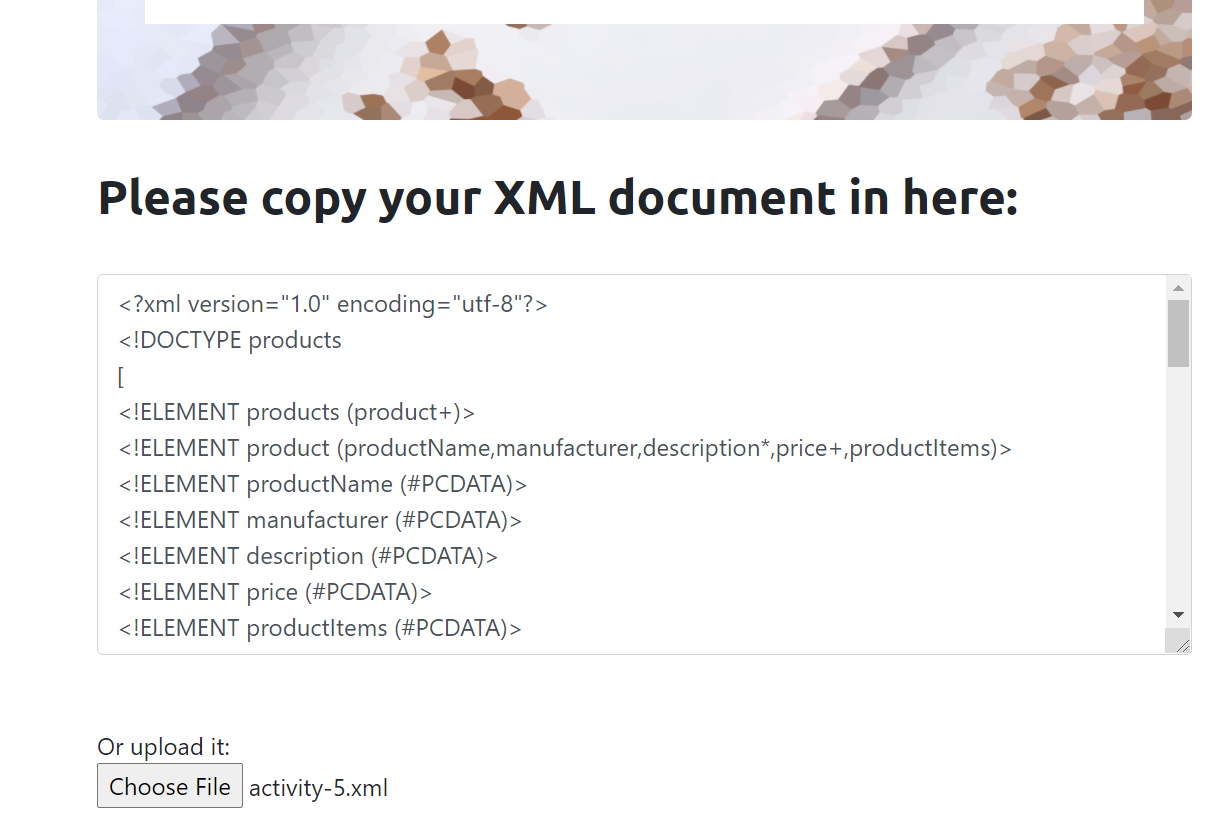 Please copy your XML document in here:
<?xml version="1.0" encoding="utf-8"?>
<!DOCTYPE products
[
<!ELEMENT products (product+)>
<!ELEMENT product (productName,manufacturer,description*,price+,productItems)>
<!ELEMENT productName (#PCDATA)>
<!ELEMENT manufacturer (#PCDATA)>
<!ELEMENT description (#PCDATA)>
<!ELEMENT price (#PCDATA)>
<!ELEMENT productItems (#PCDATA)>
Or upload it:
Choose File activity-5.xml